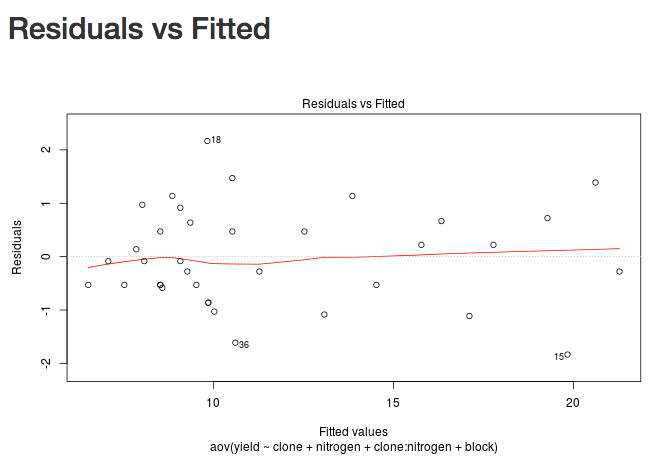 Residuals vs Fitted
Residuals vs Fitted
2
1
0
-1
-2
Residuals
18
36
15
10
15
20
Fitted values
aov(yield ~ clone + nitrogen + clone:nitrogen + block)